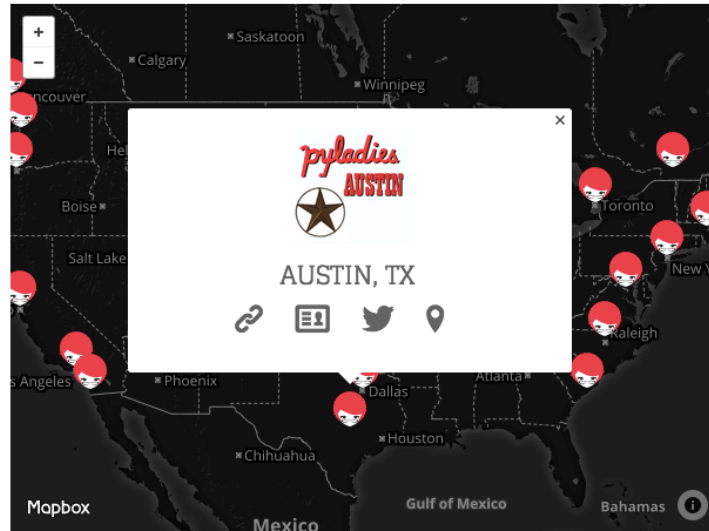 +
−
Saskatoon
Calgary
Winnipeg
ncouver
He
Boise
Salt Lake
s Angeles
Phoenix
×
pyladies
AUSTIN
AUSTIN, TX
Toronto
New Y
Raleigh
Atlanta
Dallas
Houston
Chihuahua
Gulf of Mexico
Bahamas
Mexico
Mapbox
i